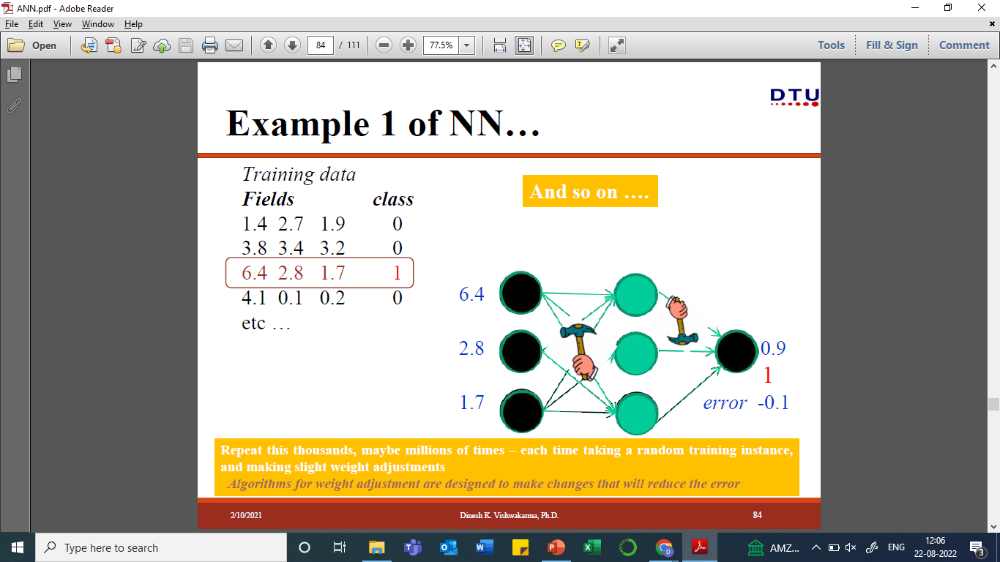 ANN.pdf - Adobe Reader
File Edit View Window Help
Open 84 / 111 77.5% Tools Fill & Sign Comment
DTU
Example 1 of NN…
Training data
Fields class
1.4 2.7 1.9 0
3.8 3.4 3.2 0
6.4 2.8 1.7 1
4.1 0.1 0.2 0
etc …
And so on ….
6.4
2.8 0.9
1
1.7 error -0.1
Repeat this thousands, maybe millions of times – each time taking a random training instance,
and making slight weight adjustments
Algorithms for weight adjustment are designed to make changes that will reduce the error
2/10/2021 Dinesh K. Vishwakarma, Ph.D. 84
Type here to search
AMZ... ENG 12:06
22-08-2022 3